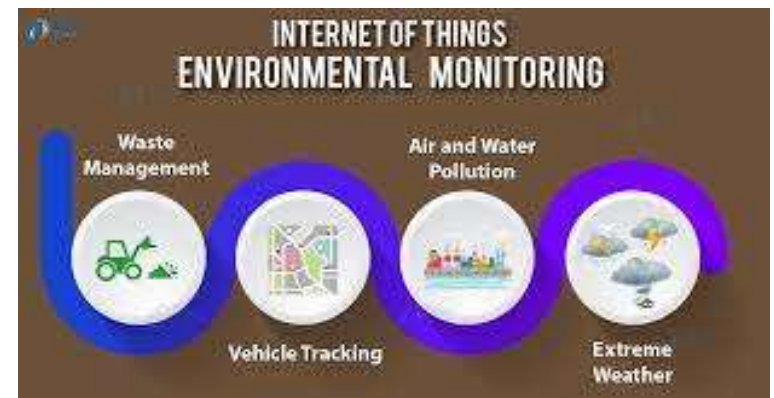 INTERNET OF THINGS
ENVIRONMENTAL MONITORING
Waste
Management
Vehicle Tracking
Air and Water
Pollution
Extreme
Weather